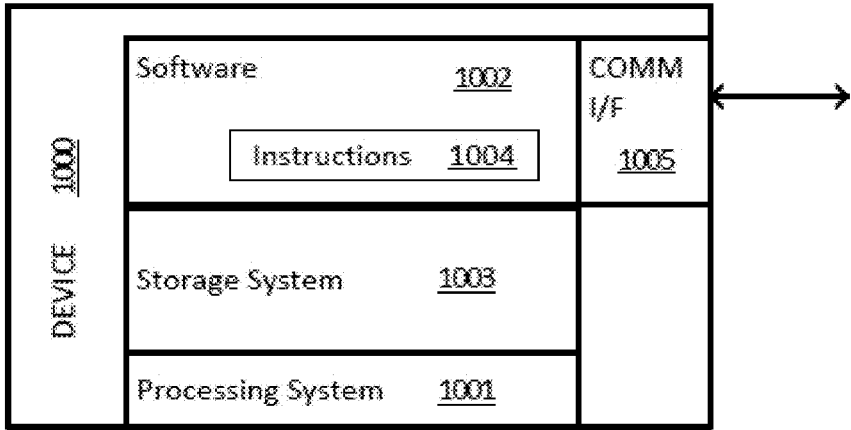 DEVICE 1000
Software 1002
Instructions 1004
COMM
I/F
1005
Storage System 1003
Processing System 1001